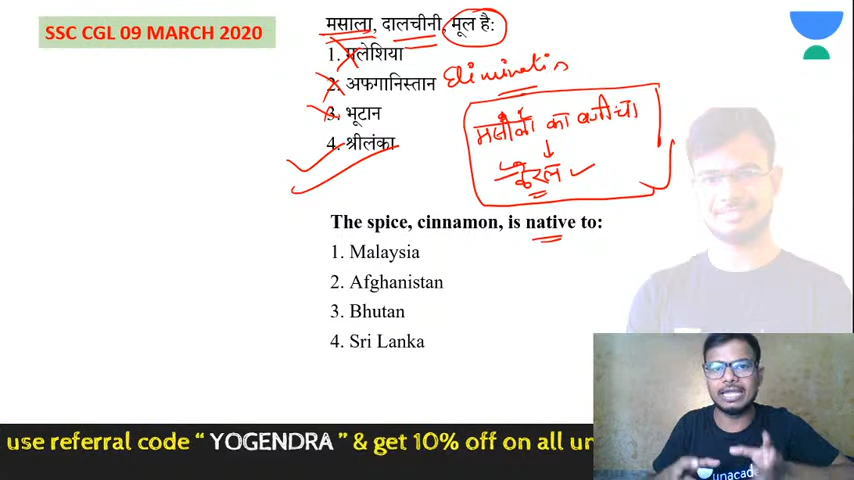 SSC CGL 09 MARCH 2020
मसाला, दालचीनी, मूल है:
1. मलेशिया
2. अफगानिस्तान Elimination
3. भूटान
4. श्रीलंका
मसालों का बगीचा
↓
केरल
The spice, cinnamon, is native to:
1. Malaysia
2. Afghanistan
3. Bhutan
4. Sri Lanka
use referral code “ YOGENDRA ” & get 10% off on all un
unacade